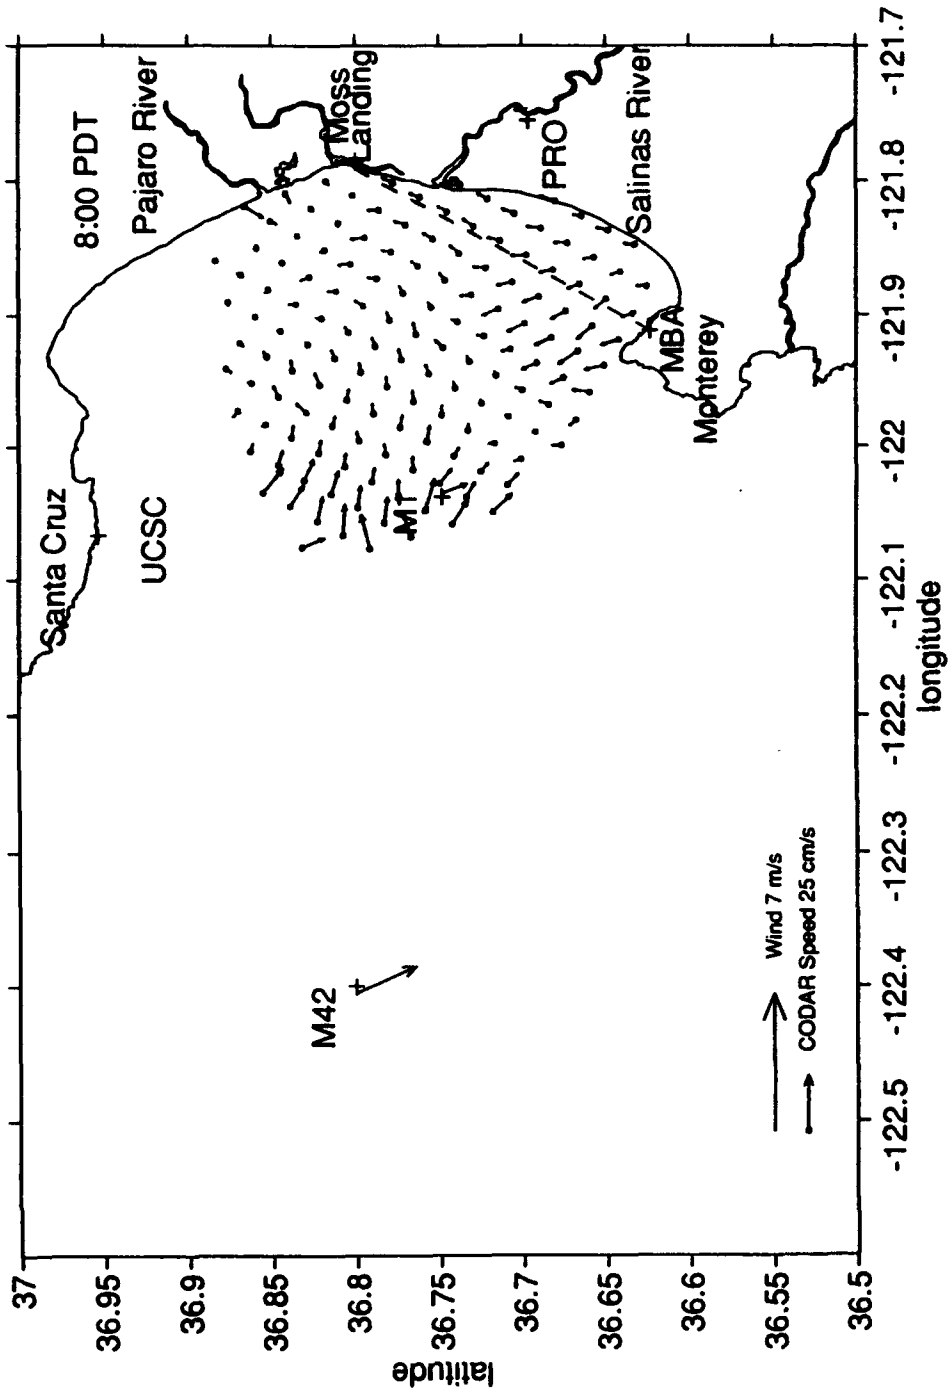 8:00 PDT
Santa Cruz
UCSC
Pajaro River
Moss
Landing
PRO
Salinas River
MBA
Monterey
M1
M42
Wind 7 m/s
CODAR Speed 25 cm/s
latitude
37
36.95
36.9
36.85
36.8
36.75
36.7
36.65
36.6
36.55
36.5
-122.5
-122.4
-122.3
-122.2
-122.1
-122
-121.9
-121.8
-121.7
longitude